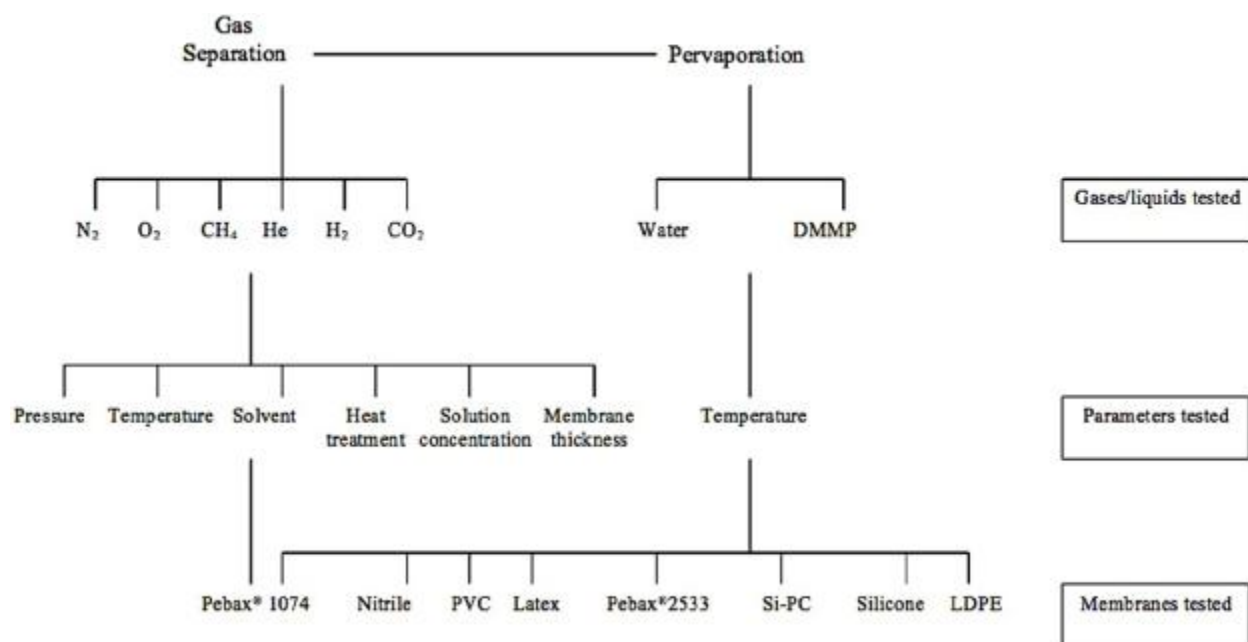 Gas
Separation
Pervaporation
N₂ O₂ CH₄ He H₂ CO₂
Water DMMP
Gases/liquids tested
Pressure Temperature Solvent Heat treatment Solution concentration Membrane thickness
Temperature
Parameters tested
Pebax® 1074 Nitrile PVC Latex Pebax®2533 Si-PC Silicone LDPE
Membranes tested